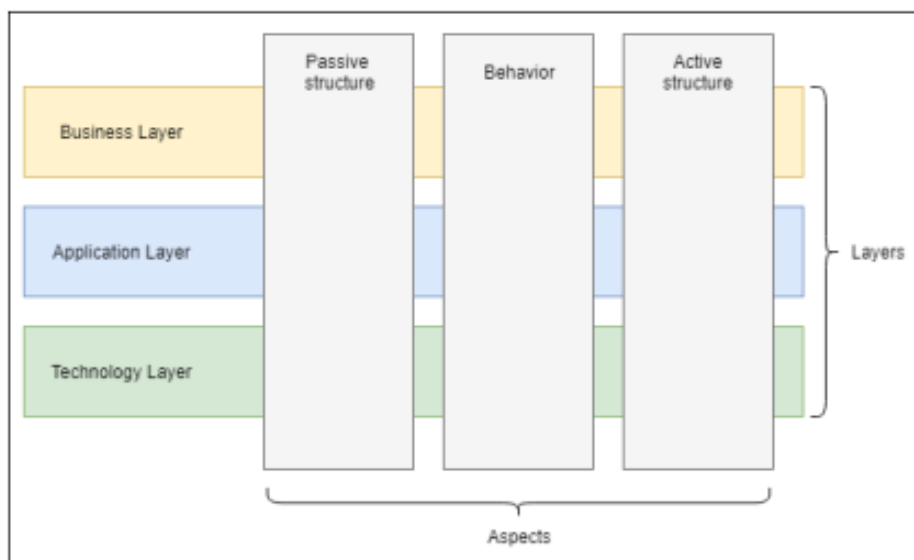 Passive
structure
Behavior
Active
structure
Business Layer
Application Layer
Layers
Technology Layer
Aspects